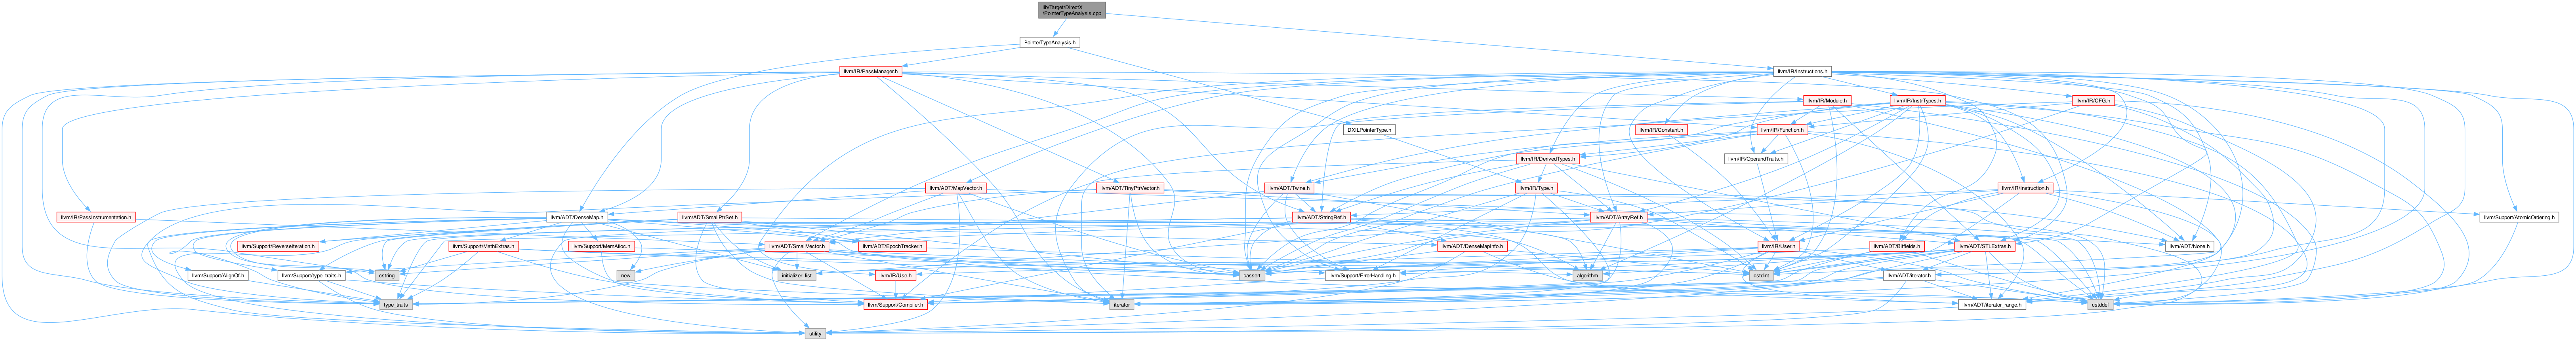 lib/Target/DirectX
/PointerTypeAnalysis.cpp
PointerTypeAnalysis.h
llvm/IR/PassManager.h
llvm/IR/Instructions.h
llvm/IR/Module.h
llvm/IR/InstrTypes.h
llvm/IR/CFG.h
DXILPointerType.h
llvm/IR/Constant.h
llvm/IR/Function.h
llvm/IR/DerivedTypes.h
llvm/IR/OperandTraits.h
llvm/ADT/MapVector.h
llvm/ADT/TinyPtrVector.h
llvm/ADT/Twine.h
llvm/IR/Type.h
llvm/IR/Instruction.h
llvm/IR/PassInstrumentation.h
llvm/ADT/DenseMap.h
llvm/ADT/SmallPtrSet.h
llvm/ADT/StringRef.h
llvm/ADT/ArrayRef.h
llvm/Support/AtomicOrdering.h
llvm/Support/ReverseIteration.h
llvm/Support/MathExtras.h
llvm/Support/MemAlloc.h
llvm/ADT/SmallVector.h
llvm/ADT/EpochTracker.h
llvm/ADT/DenseMapInfo.h
llvm/IR/User.h
llvm/ADT/Bitfields.h
llvm/ADT/STLExtras.h
llvm/ADT/None.h
llvm/Support/AlignOf.h
llvm/Support/type_traits.h
cstring
new
initializer_list
llvm/IR/Use.h
cassert
llvm/Support/ErrorHandling.h
algorithm
cstdint
llvm/ADT/iterator.h
type_traits
llvm/Support/Compiler.h
iterator
llvm/ADT/iterator_range.h
cstddef
utility